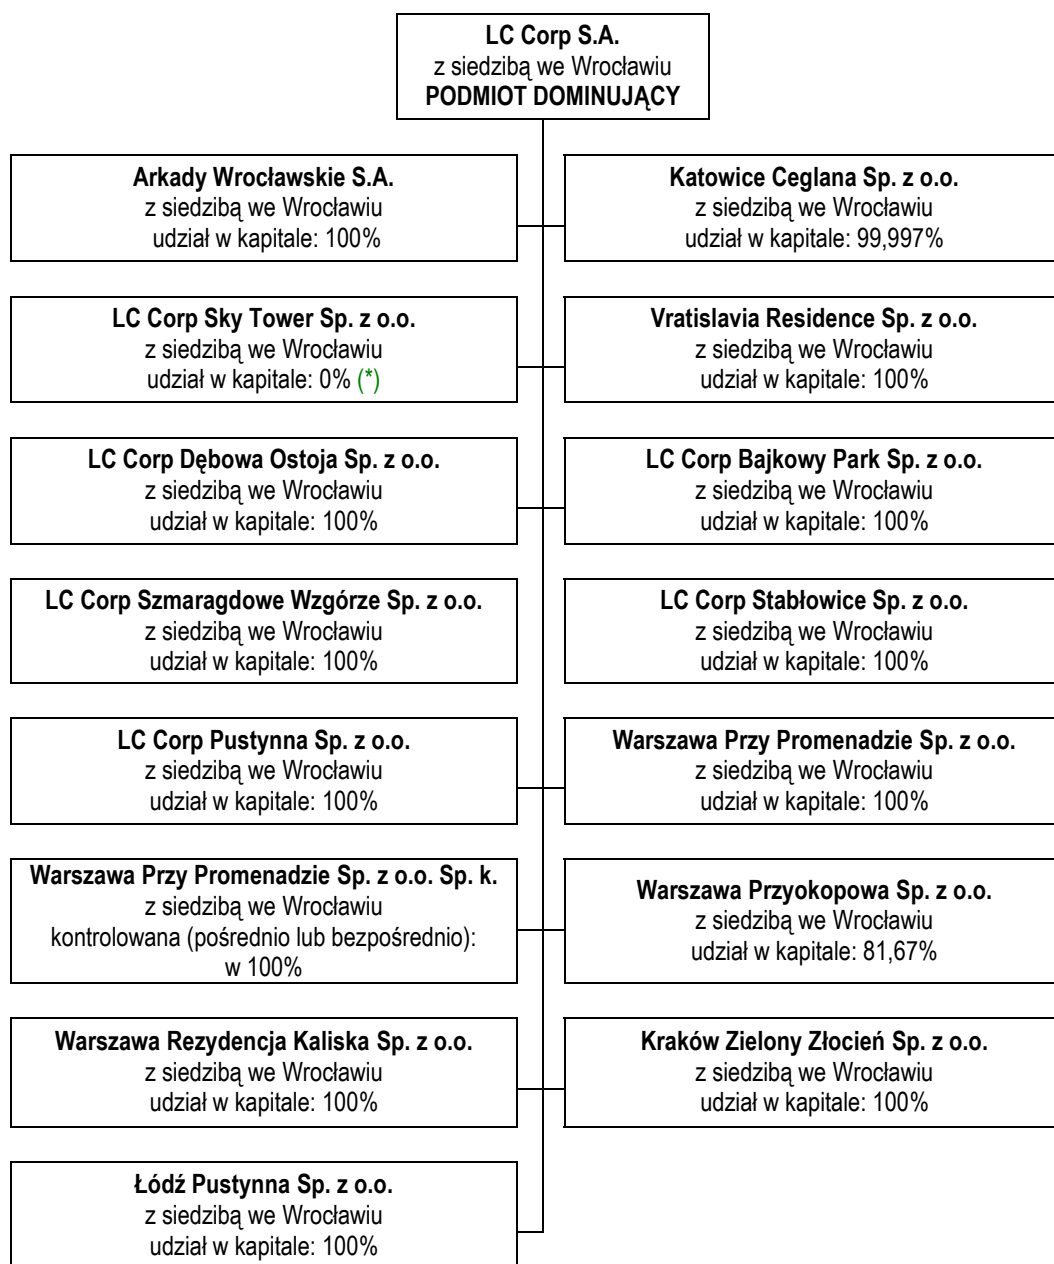 LC Corp S.A.
z siedzibą we Wrocławiu
PODMIOT DOMINUJĄCY
Arkady Wrocławskie S.A.
z siedzibą we Wrocławiu
udział w kapitale: 100%
Katowice Ceglana Sp. z o.o.
z siedzibą we Wrocławiu
udział w kapitale: 99,997%
LC Corp Sky Tower Sp. z o.o.
z siedzibą we Wrocławiu
udział w kapitale: 0% (*)
Vratislavia Residence Sp. z o.o.
z siedzibą we Wrocławiu
udział w kapitale: 100%
LC Corp Dębowa Ostoja Sp. z o.o.
z siedzibą we Wrocławiu
udział w kapitale: 100%
LC Corp Bajkowy Park Sp. z o.o.
z siedzibą we Wrocławiu
udział w kapitale: 100%
LC Corp Szmaragdowe Wzgórze Sp. z o.o.
z siedzibą we Wrocławiu
udział w kapitale: 100%
LC Corp Stabłowice Sp. z o.o.
z siedzibą we Wrocławiu
udział w kapitale: 100%
LC Corp Pustynna Sp. z o.o.
z siedzibą we Wrocławiu
udział w kapitale: 100%
Warszawa Przy Promenadzie Sp. z o.o.
z siedzibą we Wrocławiu
udział w kapitale: 100%
Warszawa Przy Promenadzie Sp. z o.o. Sp. k.
z siedzibą we Wrocławiu
kontrolowana (pośrednio lub bezpośrednio):
w 100%
Warszawa Przyokopowa Sp. z o.o.
z siedzibą we Wrocławiu
udział w kapitale: 81,67%
Warszawa Rezydencja Kaliska Sp. z o.o.
z siedzibą we Wrocławiu
udział w kapitale: 100%
Kraków Zielony Złocień Sp. z o.o.
z siedzibą we Wrocławiu
udział w kapitale: 100%
Łódź Pustynna Sp. z o.o.
z siedzibą we Wrocławiu
udział w kapitale: 100%